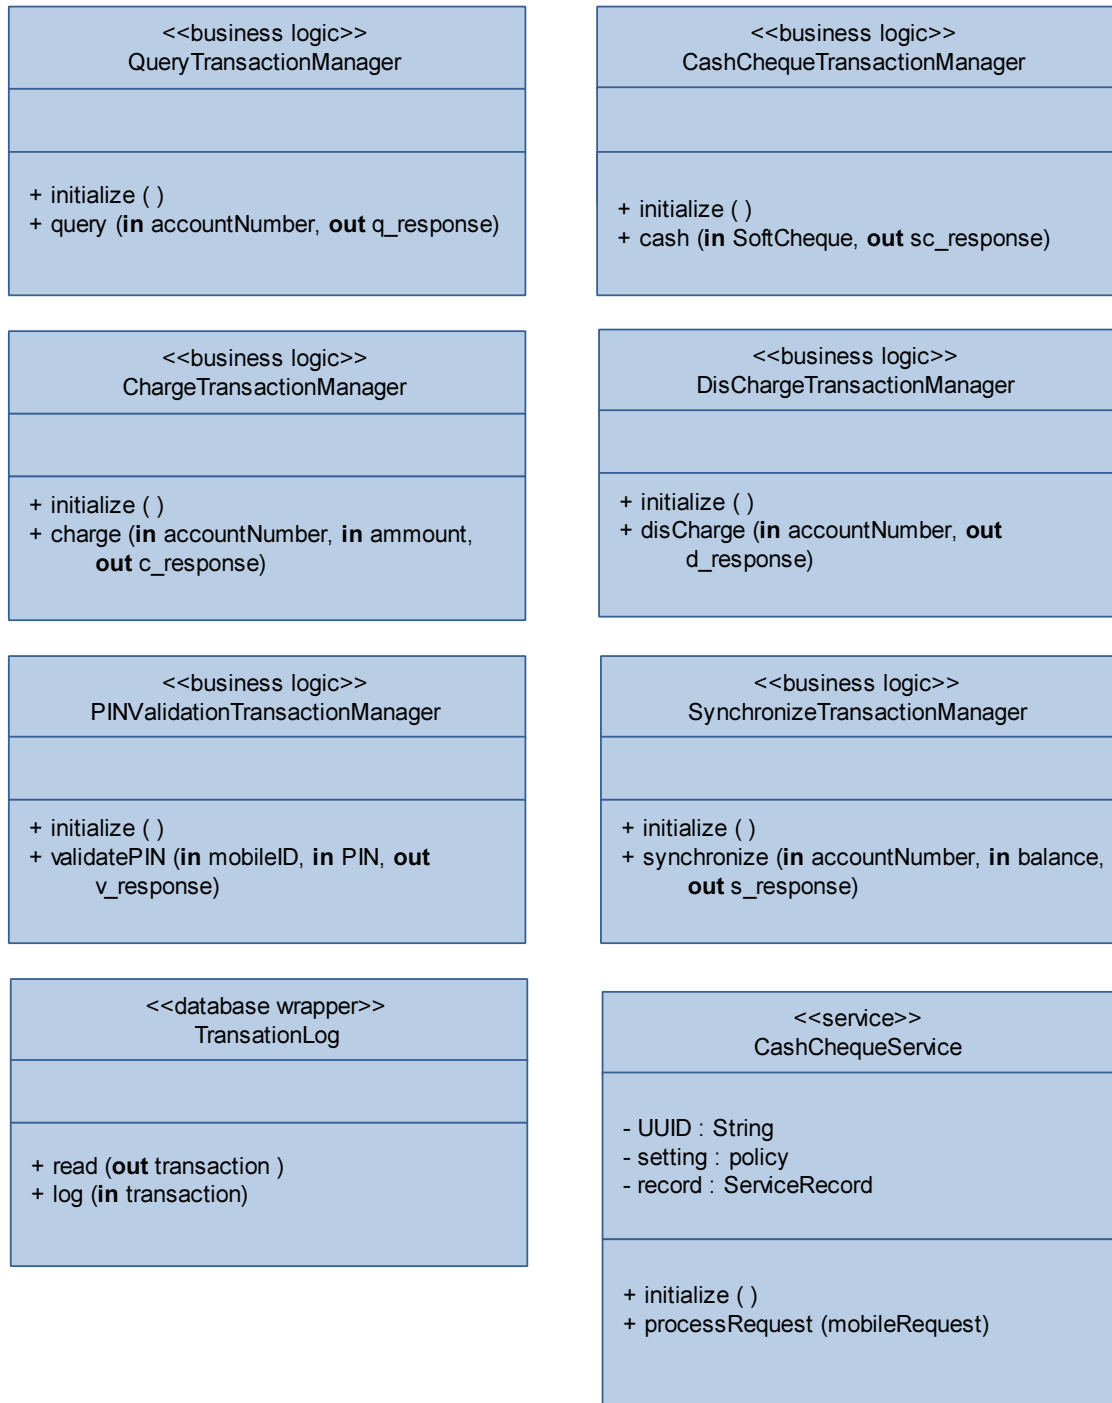 <<business logic>>
QueryTransactionManager
+ initialize ( )
+ query (in accountNumber, out q_response)
<<business logic>>
CashChequeTransactionManager
+ initialize ( )
+ cash (in SoftCheque, out sc_response)
<<business logic>>
ChargeTransactionManager
+ initialize ( )
+ charge (in accountNumber, in ammount,
out c_response)
<<business logic>>
DisChargeTransactionManager
+ initialize ( )
+ disCharge (in accountNumber, out
d_response)
<<business logic>>
PINValidationTransactionManager
+ initialize ( )
+ validatePIN (in mobileID, in PIN, out
v_response)
<<business logic>>
SynchronizeTransactionManager
+ initialize ( )
+ synchronize (in accountNumber, in balance,
out s_response)
<<database wrapper>>
TransationLog
+ read (out transaction )
+ log (in transaction)
<<service>>
CashChequeService
- UUID : String
- setting : policy
- record : ServiceRecord
+ initialize ( )
+ processRequest (mobileRequest)